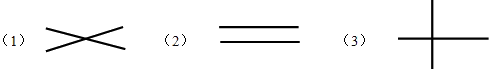 （1） （2） （3）